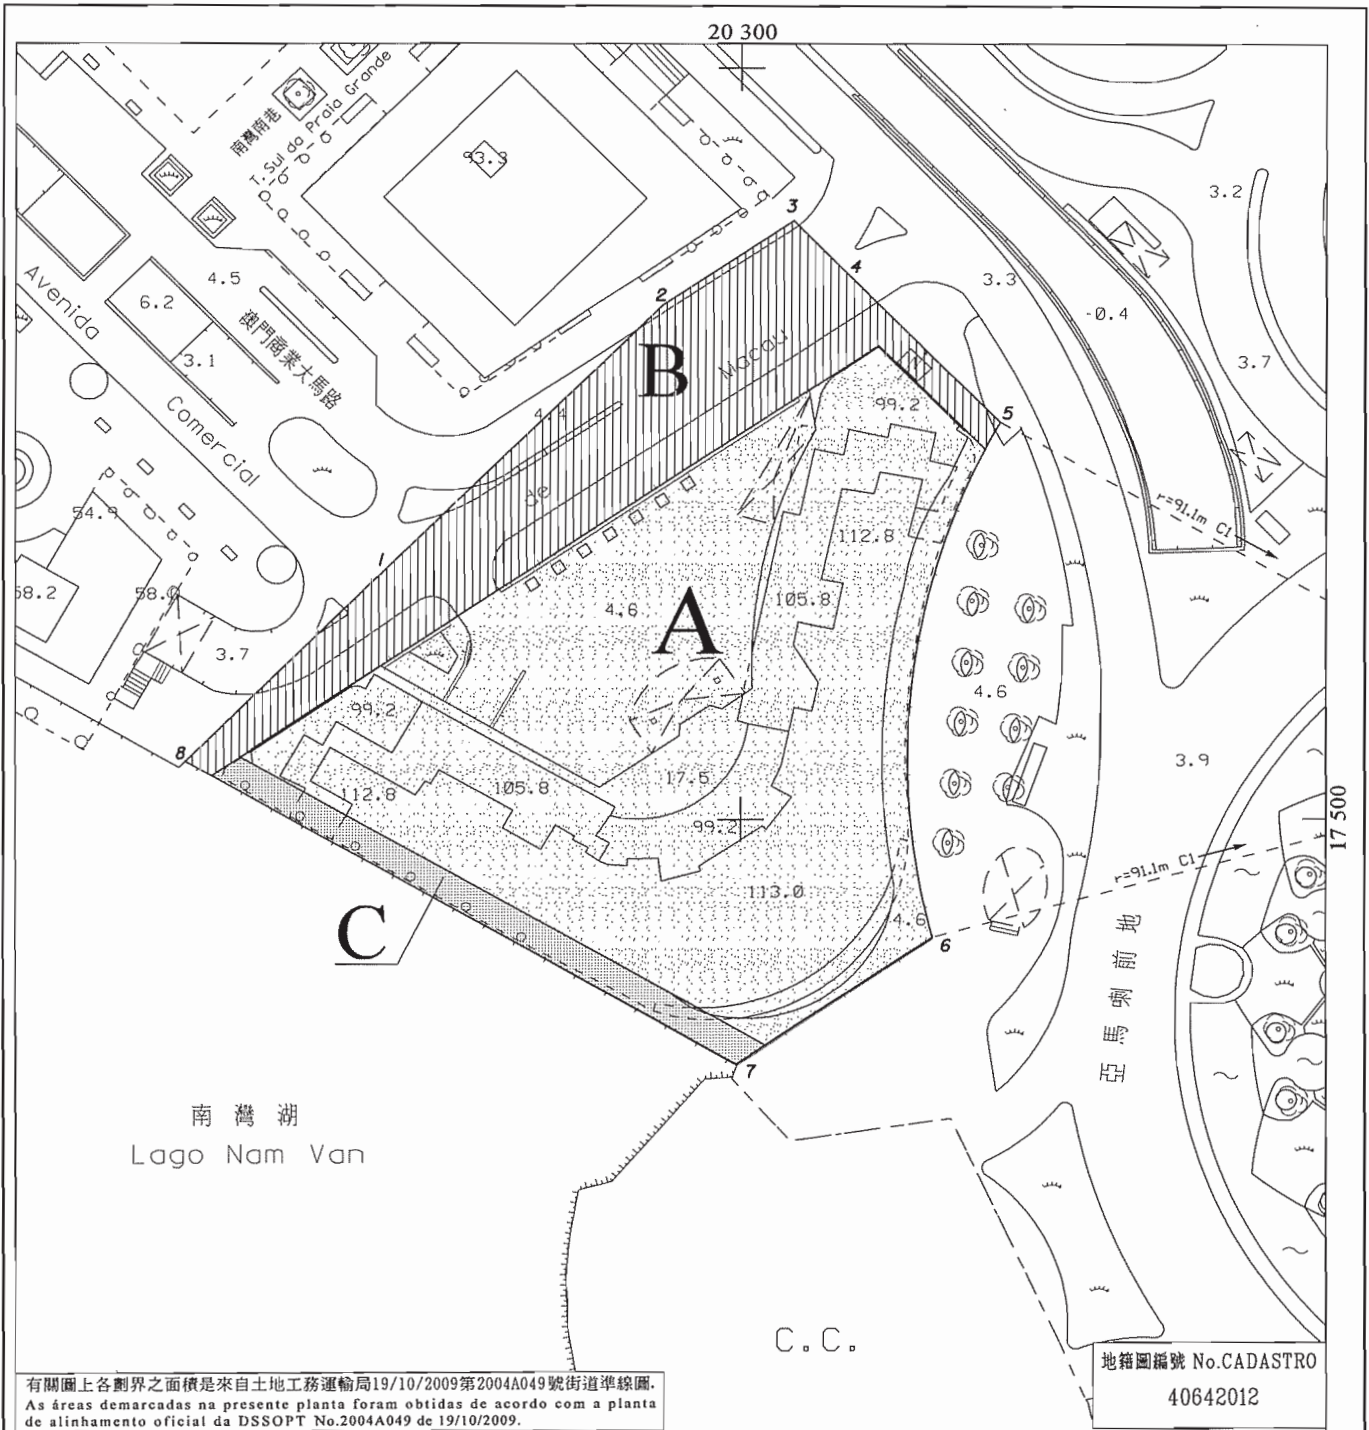 20 300
南灣南巷
T. Sul da Praia Grande
93.3
3
3.2
4.5
4
3.3
Avenida
6.2
2
-0.4
澳門商業大馬路
3.1
B
Macau
3.7
Comercial
4.4
99.2
5
de
r=91.1m C1
54.9
112.8
1
58.2
58.0
4.6
A
105.8
3.7
4.6
99.2
8
3.9
17.5
112.8
105.8
99.2
17 500
r=91.1m C1
113.0
4.6
C
6
亞馬喇前地
7
南灣湖
Lago Nam Van
C.C.
地籍圖編號 No.CADASTRO
40642012
有關圖上各劃界之面積是來自土地工務運輸局19/10/2009第2004A049號街道準線圖.
As áreas demarcadas na presente planta foram obtidas de acordo com a planta
de alinhamento oficial da DSSOPT No.2004A049 de 19/10/2009.